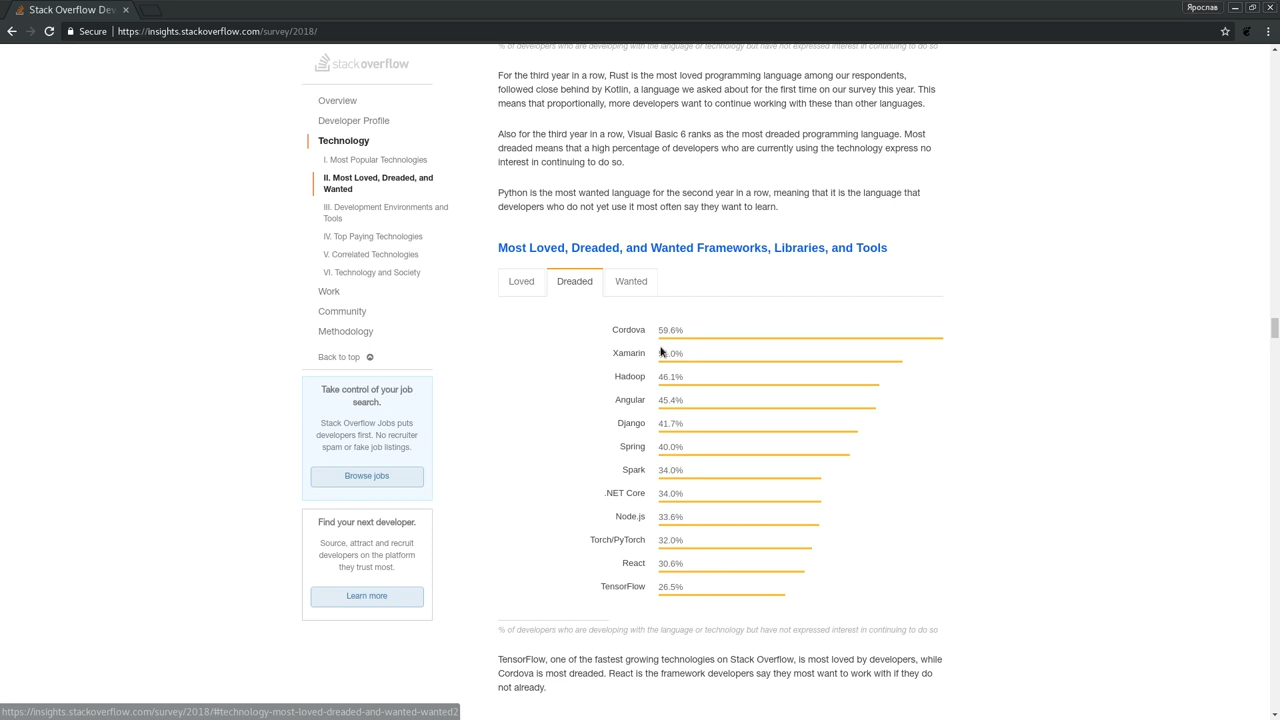 Stack Overflow Dev
Ярослав
Secure
https://insights.stackoverflow.com/survey/2018/
stackoverflow
Overview
Developer Profile
Technology
I. Most Popular Technologies
II. Most Loved, Dreaded, and
Wanted
III. Development Environments and
Tools
IV. Top Paying Technologies
V. Correlated Technologies
VI. Technology and Society
Work
Community
Methodology
Back to top
Take control of your job
search.
Stack Overflow Jobs puts
developers first. No recruiter
spam or fake job listings.
Browse jobs
Find your next developer.
Source, attract and recruit
developers on the platform
they trust most.
Learn more
% of developers who are developing with the language or technology but have not expressed interest in continuing to do so
For the third year in a row, Rust is the most loved programming language among our respondents,
followed close behind by Kotlin, a language we asked about for the first time on our survey this year. This
means that proportionally, more developers want to continue working with these than other languages.
Also for the third year in a row, Visual Basic 6 ranks as the most dreaded programming language. Most
dreaded means that a high percentage of developers who are currently using the technology express no
interest in continuing to do so.
Python is the most wanted language for the second year in a row, meaning that it is the language that
developers who do not yet use it most often say they want to learn.
Most Loved, Dreaded, and Wanted Frameworks, Libraries, and Tools
Loved Dreaded Wanted
Cordova 59.6%
Xamarin
Hadoop 46.1%
Angular 45.4%
Django 41.7%
Spring 40.0%
Spark 34.0%
.NET Core 34.0%
Node.js 33.6%
Torch/PyTorch 32.0%
React 30.6%
TensorFlow 26.5%
% of developers who are developing with the language or technology but have not expressed interest in continuing to do so
TensorFlow, one of the fastest growing technologies on Stack Overflow, is most loved by developers, while
Cordova is most dreaded. React is the framework developers say they most want to work with if they do
not already.
https://insights.stackoverflow.com/survey/2018/#technology-most-loved-dreaded-and-wanted-wanted2